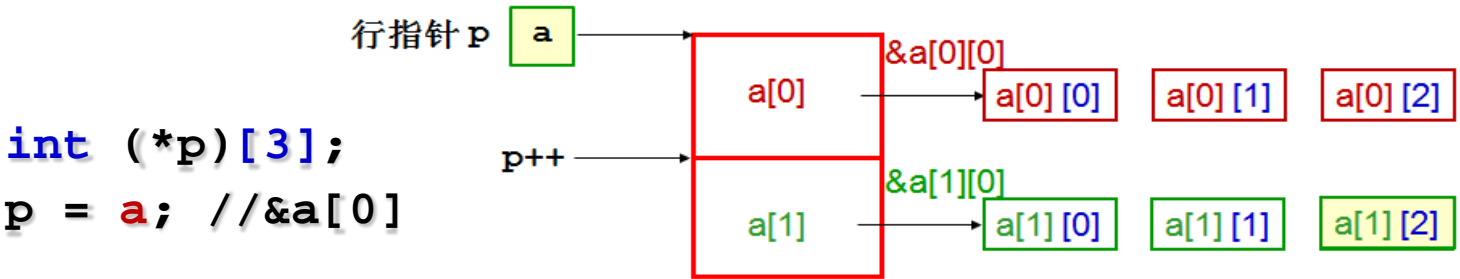 行指针 p a
&a[0][0]
a[0] a[0] [0] a[0] [1] a[0] [2]
int (*p)[3];
p++
p = a; //&a[0]
&a[1][0]
a[1] a[1] [0] a[1] [1] a[1] [2]